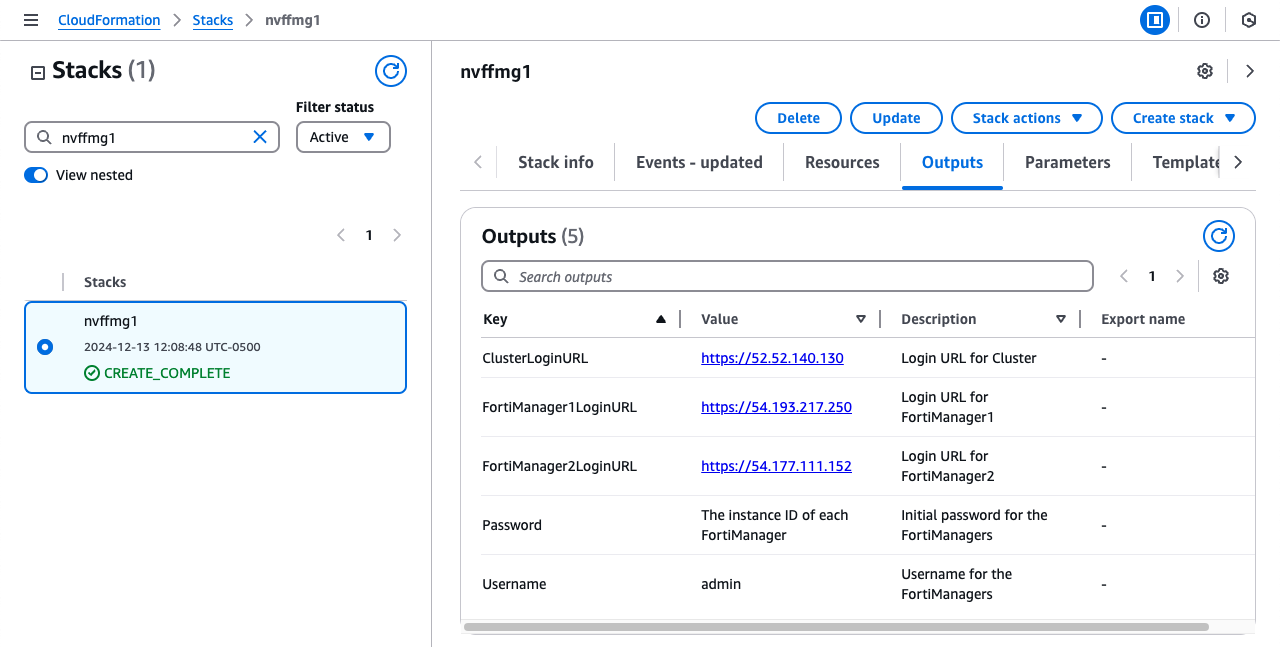 CloudFormation > Stacks > nvffmg1
Stacks (1)
Filter status
nvffmg1
Active
View nested
1
Stacks
nvffmg1
2024-12-13 12:08:48 UTC-0500
CREATE_COMPLETE
nvffmg1
Delete Update Stack actions Create stack
Stack info Events - updated Resources Outputs Parameters Template
Outputs (5)
Search outputs
1
Key Value Description Export name
ClusterLoginURL https://52.52.140.130 Login URL for Cluster -
FortiManager1LoginURL https://54.193.217.250 Login URL for
FortiManager1 -
FortiManager2LoginURL https://54.177.111.152 Login URL for
FortiManager2 -
Password The instance ID of each Initial password for the
FortiManager FortiManagers -
Username admin Username for the
FortiManagers -